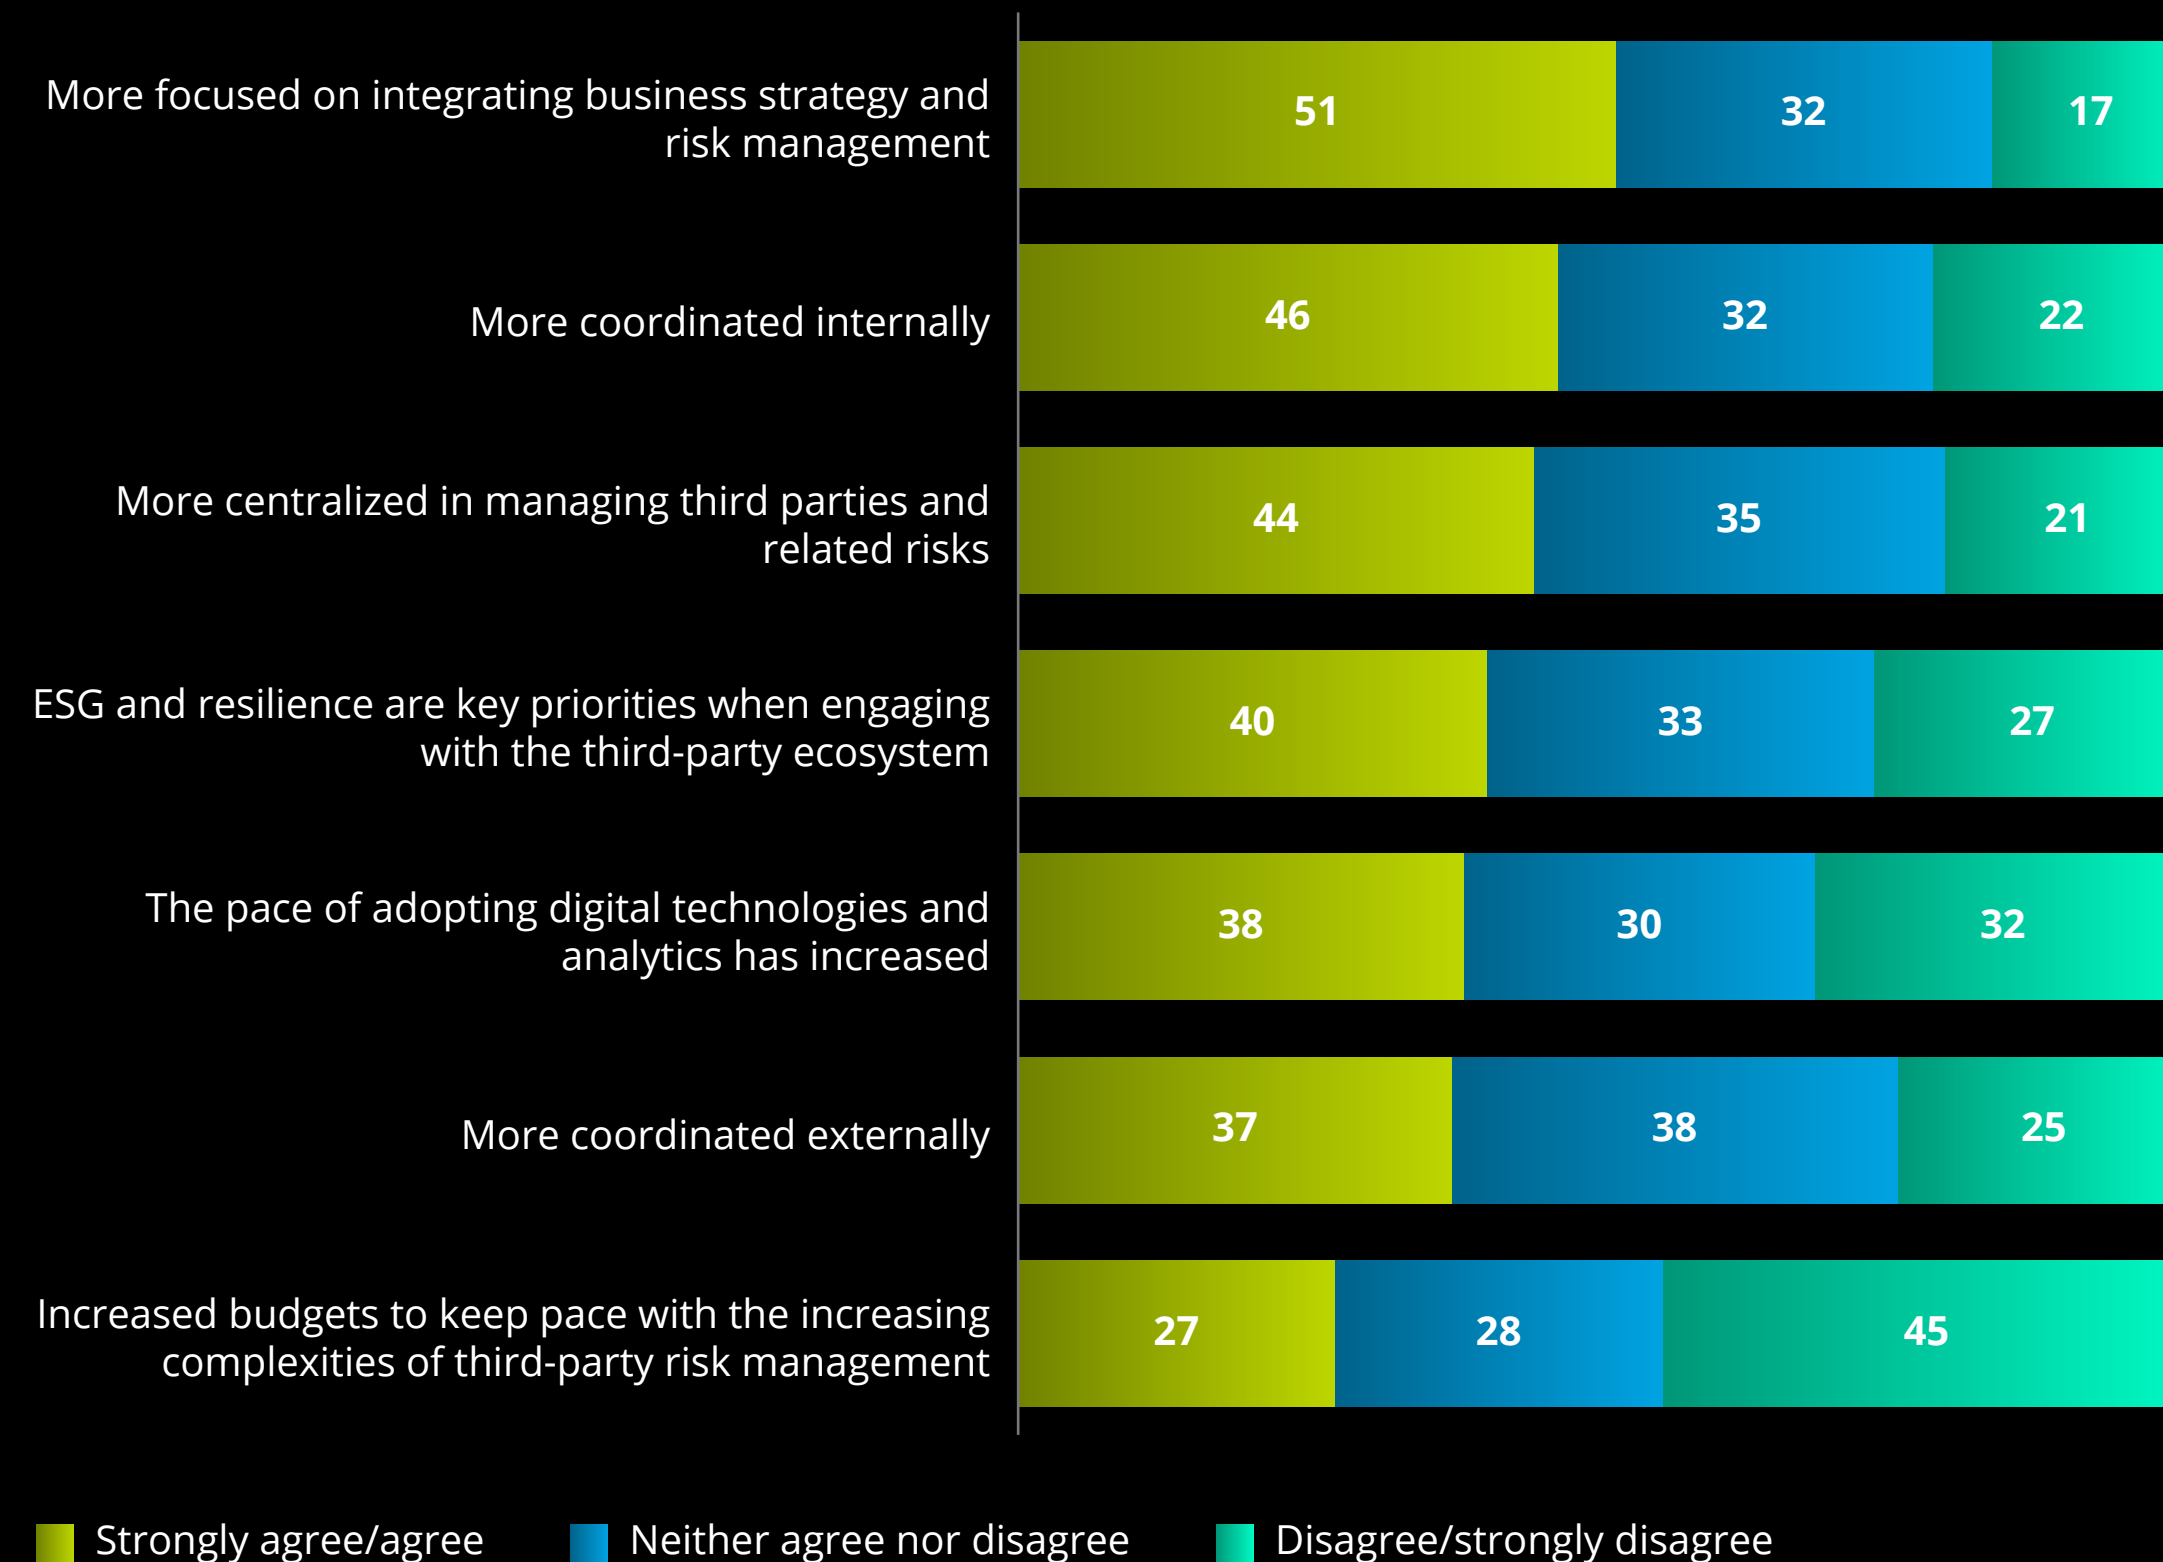 More focused on integrating business strategy and
risk management
51
32
17
More coordinated internally
46
32
22
More centralized in managing third parties and
related risks
44
35
21
ESG and resilience are key priorities when engaging
with the third-party ecosystem
40
33
27
The pace of adopting digital technologies and
analytics has increased
38
30
32
More coordinated externally
37
38
25
Increased budgets to keep pace with the increasing
complexities of third-party risk management
27
28
45
Strongly agree/agree
Neither agree nor disagree
Disagree/strongly disagree